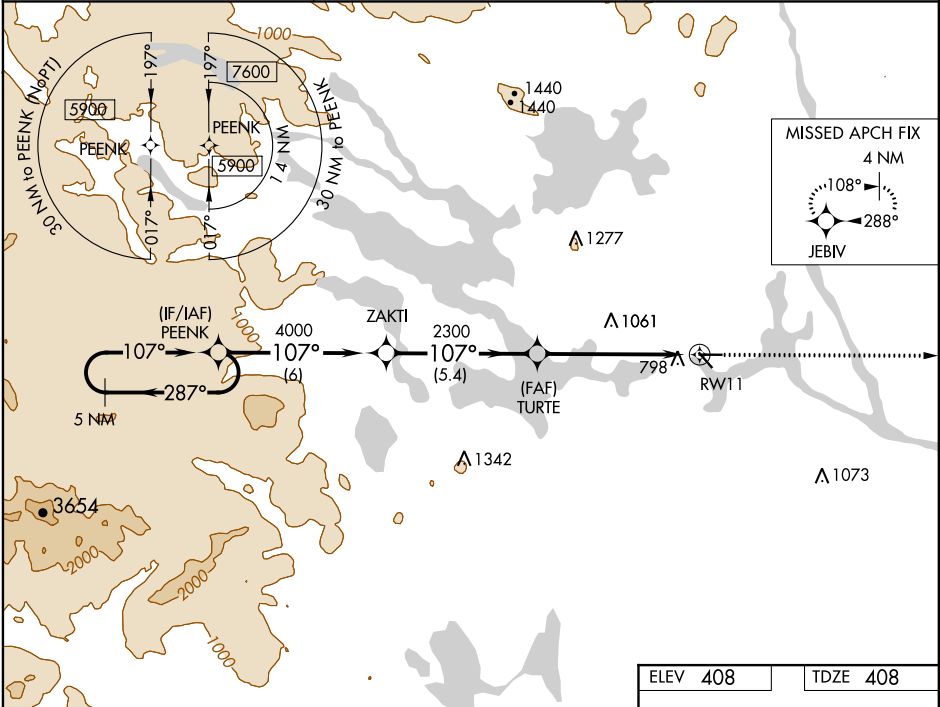 1000
30 NM to PEENK (NoPT)
197°
197°
7600
5900
PEENK
PEENK
5900
14 NM
30 NM to PEENK
017°
017°
1440
1440
MISSED APCH FIX
4 NM
108°
288°
JEBIV
1277
(IF/IAF)
PEENK
1000
4000
107°
(6)
ZAKTI
2300
107°
(5.4)
(FAF)
TURTE
1061
798
RW11
107°
287°
5 NM
1342
1073
3654
2000
2000
1000
ELEV 408
TDZE 408